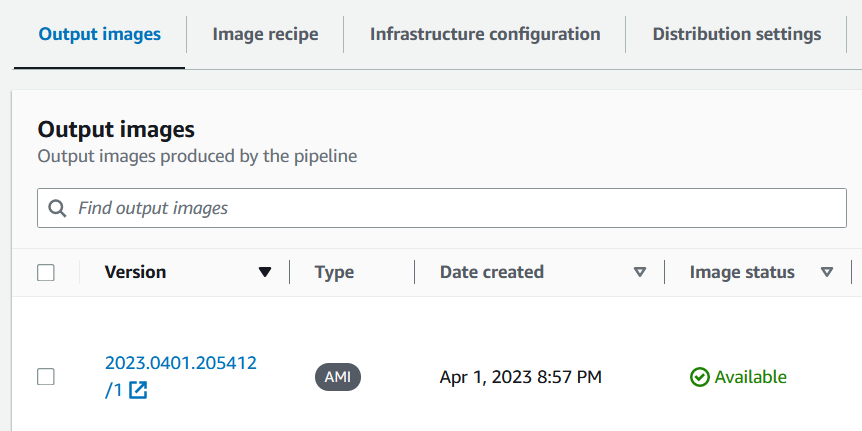 Output images Image recipe Infrastructure configuration Distribution settings
Output images
Output images produced by the pipeline
Find output images
Version Type Date created Image status
2023.0401.205412
/1 AMI Apr 1, 2023 8:57 PM Available